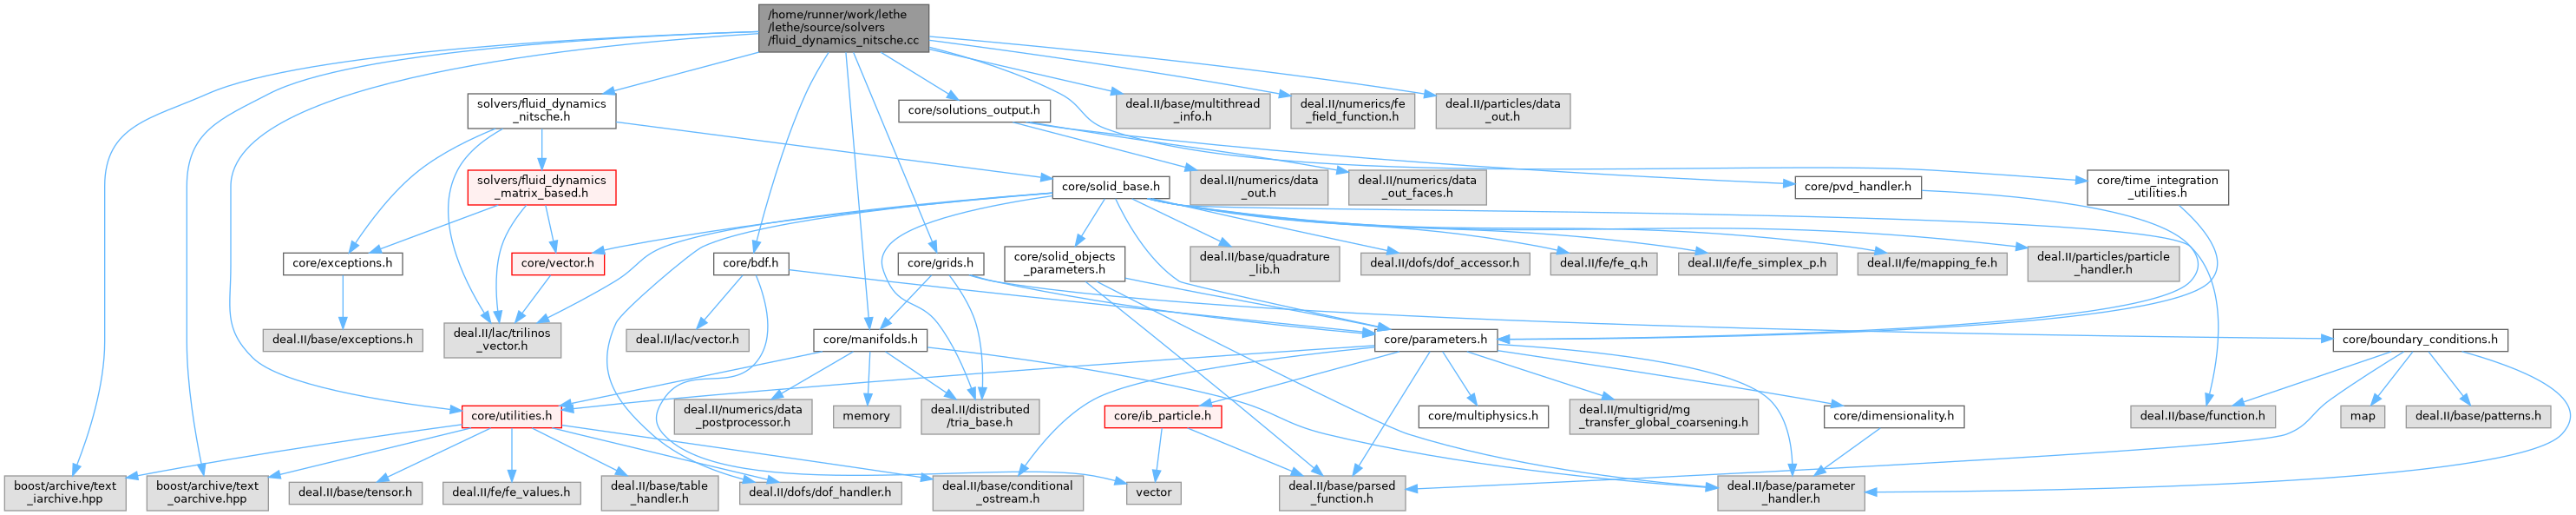 /home/runner/work/lethe
/lethe/source/solvers
/fluid_dynamics_nitsche.cc
solvers/fluid_dynamics
_nitsche.h
core/solutions_output.h
deal.II/base/multithread
_info.h
deal.II/numerics/fe
_field_function.h
deal.II/particles/data
_out.h
solvers/fluid_dynamics
_matrix_based.h
core/solid_base.h
deal.II/numerics/data
_out.h
deal.II/numerics/data
_out_faces.h
core/pvd_handler.h
core/time_integration
_utilities.h
core/exceptions.h
core/vector.h
core/bdf.h
core/grids.h
core/solid_objects
_parameters.h
deal.II/base/quadrature
_lib.h
deal.II/dofs/dof_accessor.h
deal.II/fe/fe_q.h
deal.II/fe/fe_simplex_p.h
deal.II/fe/mapping_fe.h
deal.II/particles/particle
_handler.h
deal.II/base/exceptions.h
deal.II/lac/trilinos
_vector.h
deal.II/lac/vector.h
core/manifolds.h
core/parameters.h
core/boundary_conditions.h
core/utilities.h
deal.II/numerics/data
_postprocessor.h
memory
deal.II/distributed
/tria_base.h
core/ib_particle.h
core/multiphysics.h
deal.II/multigrid/mg
_transfer_global_coarsening.h
core/dimensionality.h
deal.II/base/function.h
map
deal.II/base/patterns.h
boost/archive/text
_iarchive.hpp
boost/archive/text
_oarchive.hpp
deal.II/base/tensor.h
deal.II/fe/fe_values.h
deal.II/base/table
_handler.h
deal.II/dofs/dof_handler.h
deal.II/base/conditional
_ostream.h
vector
deal.II/base/parsed
_function.h
deal.II/base/parameter
_handler.h